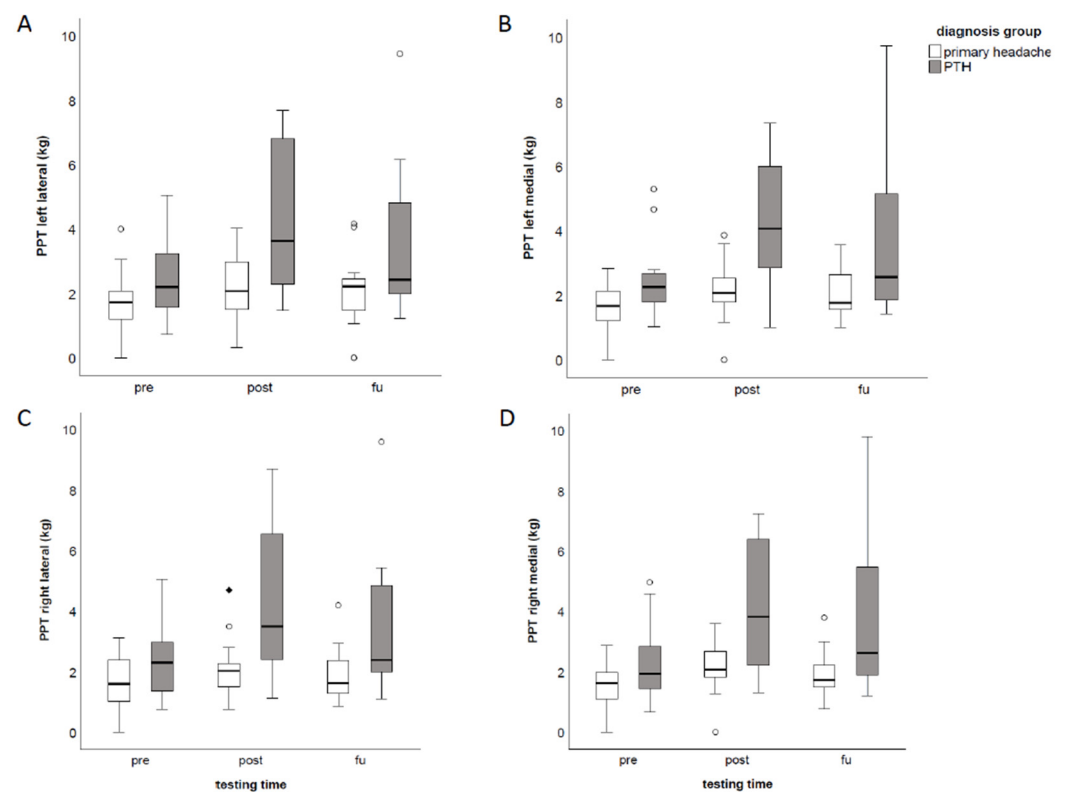 A
10
8
6
4
2
0
PPT left lateral (kg)
pre post fu
B
10
8
6
4
2
0
PPT left medial (kg)
pre post fu
diagnosis group
primary headache
PTH
C
10
8
6
4
2
0
PPT right lateral (kg)
pre post fu
testing time
D
10
8
6
4
2
0
PPT right medial (kg)
pre post fu
testing time